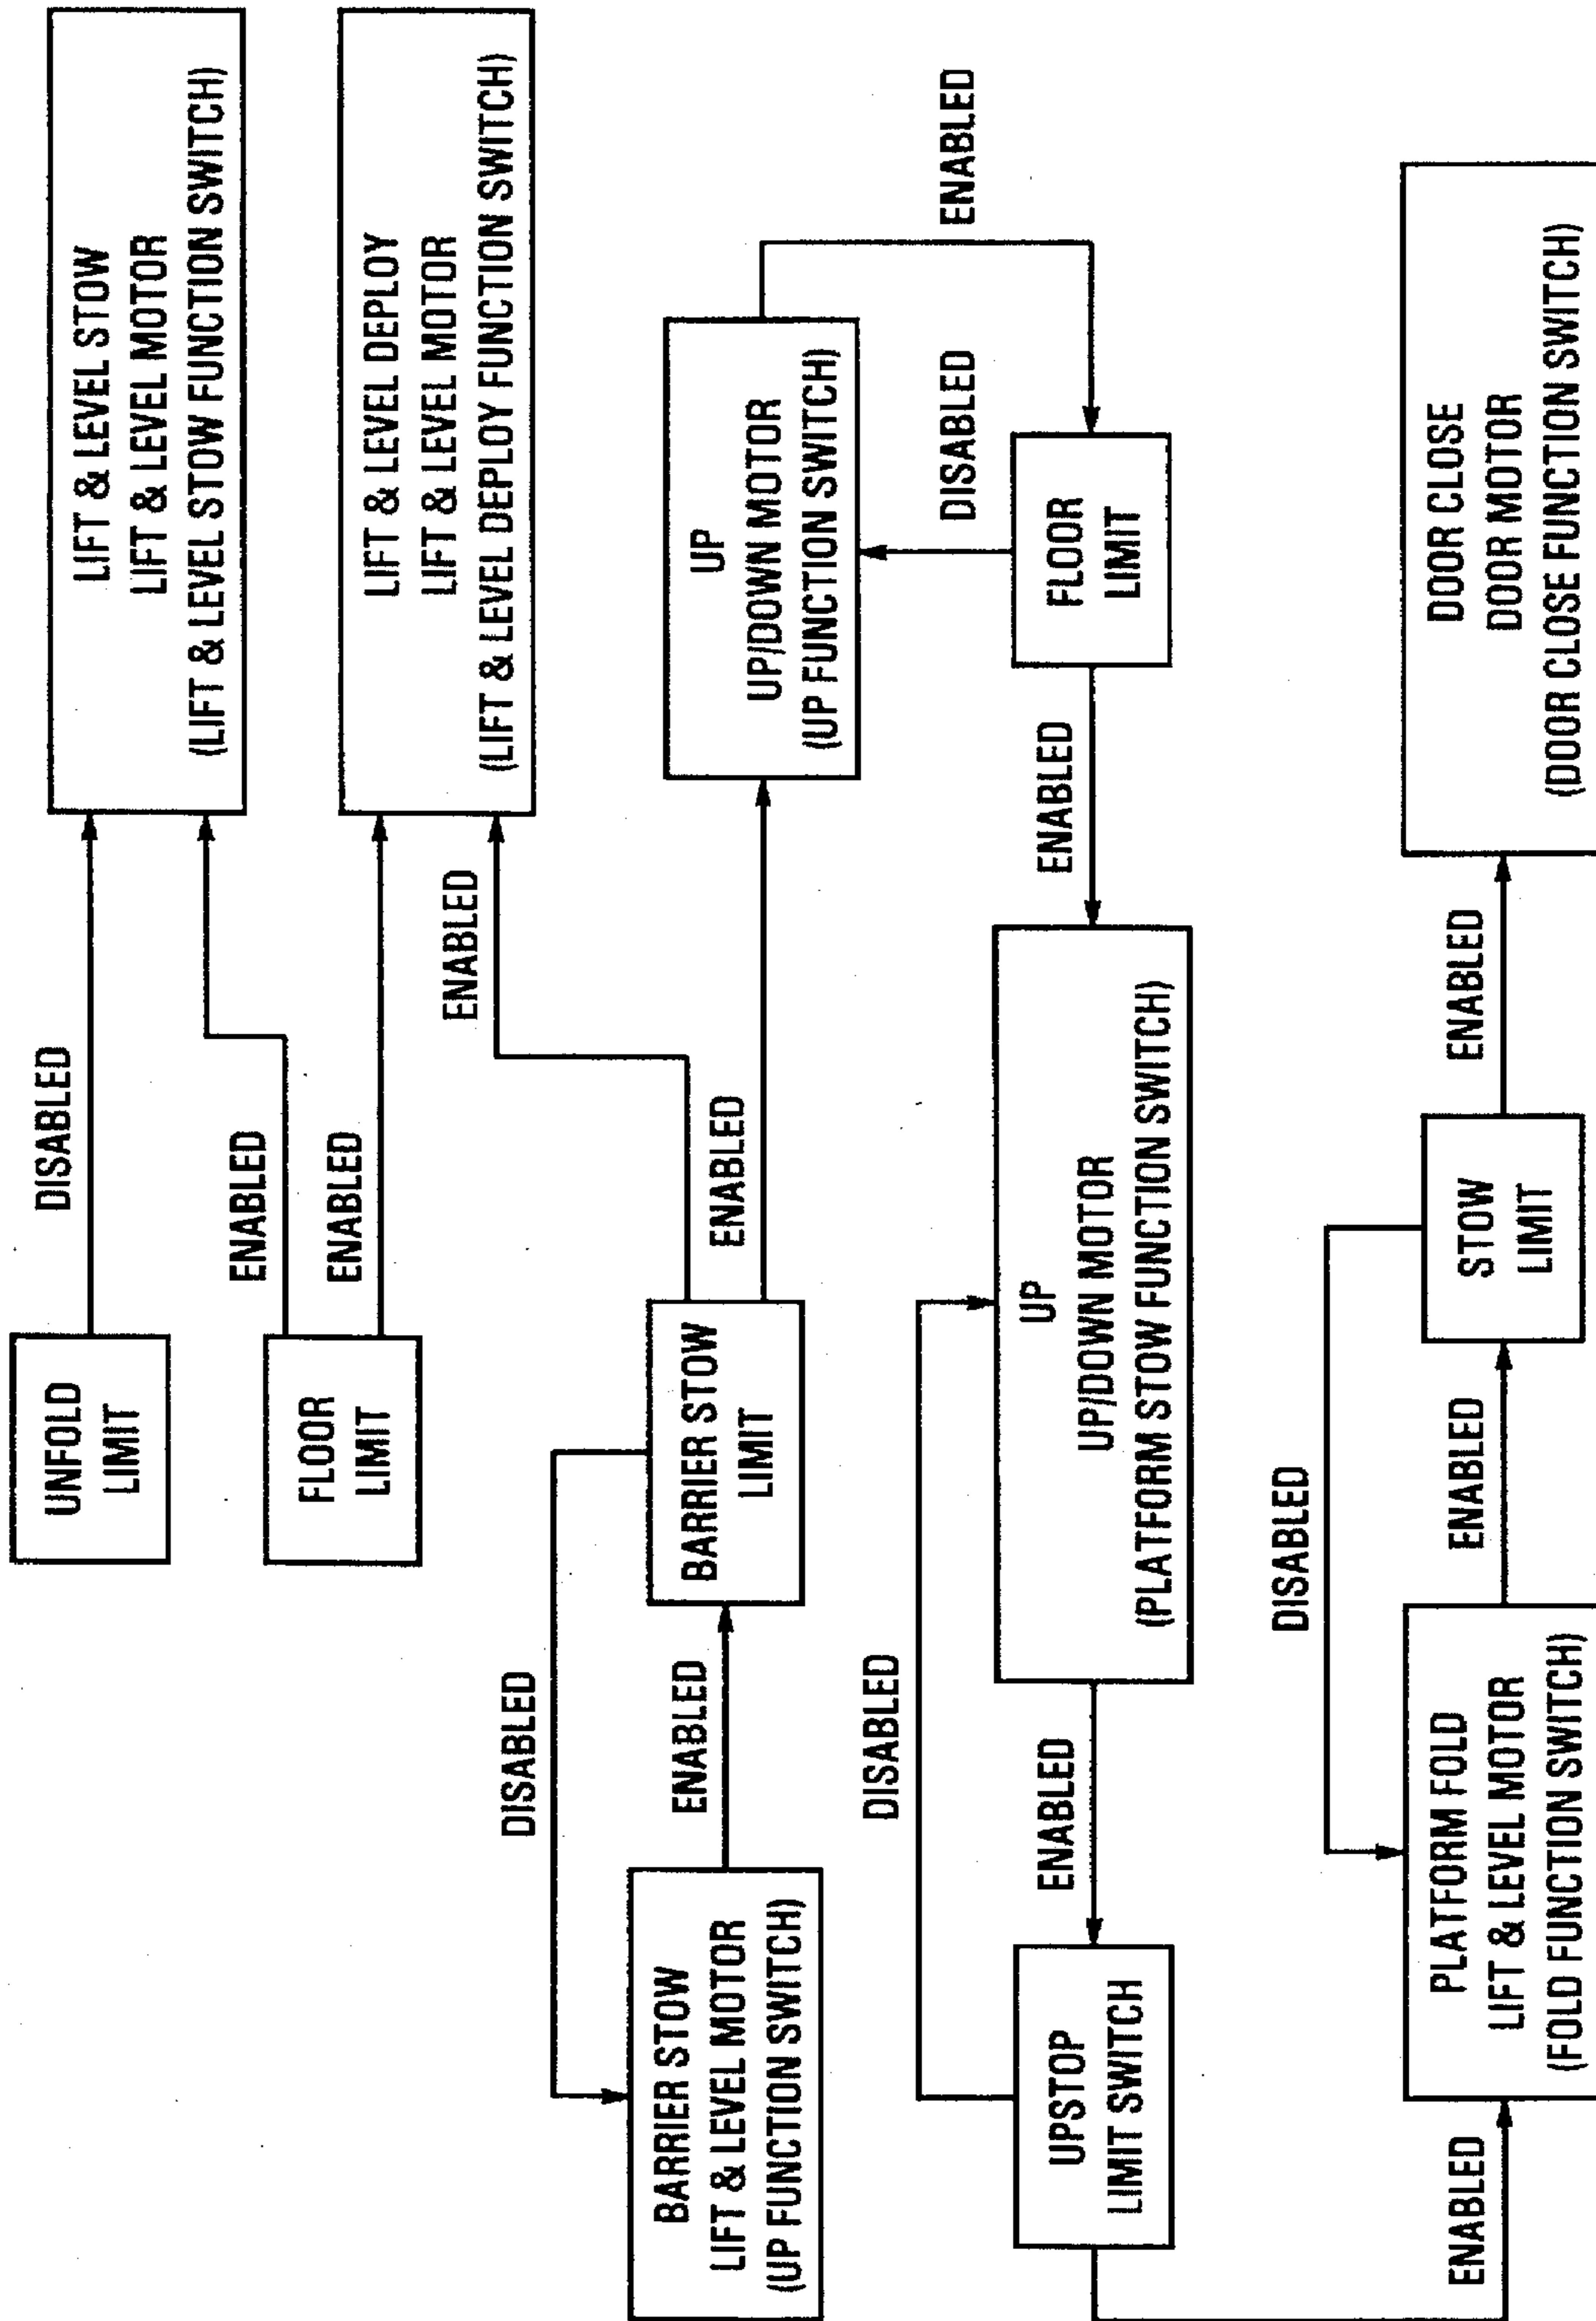 DISABLED
LIFT & LEVEL STOW
LIFT & LEVEL MOTOR
(LIFT & LEVEL STOW FUNCTION SWITCH)
UNFOLD
LIMIT
ENABLED
ENABLED
LIFT & LEVEL DEPLOY
LIFT & LEVEL MOTOR
(LIFT & LEVEL DEPLOY FUNCTION SWITCH)
FLOOR
LIMIT
ENABLED
DISABLED
BARRIER STOW
LIFT & LEVEL MOTOR
(UP FUNCTION SWITCH)
ENABLED
BARRIER STOW
LIMIT
ENABLED
UP
UP/DOWN MOTOR
(UP FUNCTION SWITCH)
DISABLED
ENABLED
DISABLED
UPSTOP
LIMIT SWITCH
ENABLED
UP
UP/DOWN MOTOR
(PLATFORM STOW FUNCTION SWITCH)
ENABLED
FLOOR
LIMIT
DISABLED
ENABLED
PLATFORM FOLD
LIFT & LEVEL MOTOR
(FOLD FUNCTION SWITCH)
ENABLED
STOW
LIMIT
ENABLED
DOOR CLOSE
DOOR MOTOR
(DOOR CLOSE FUNCTION SWITCH)